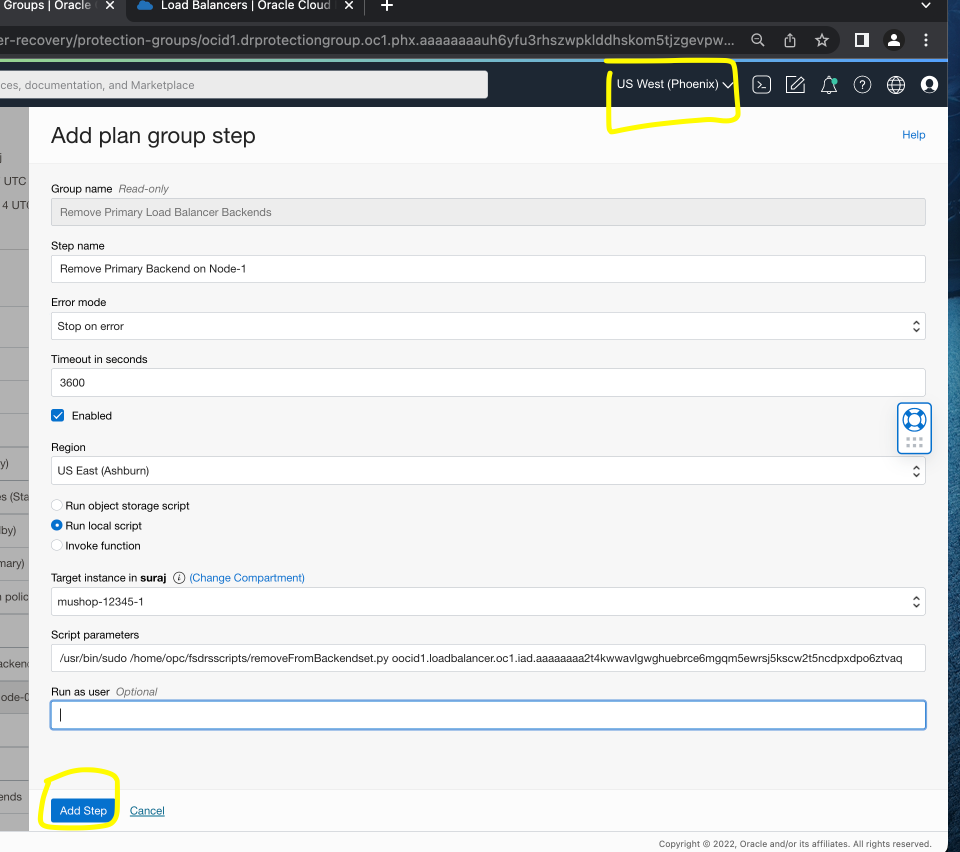 Groups | Oracle
Load Balancers | Oracle Cloud
er-recovery/protection-groups/ocid1.drprotectiongroup.oc1.phx.aaaaaaaauh6yfu3rhszwpklddhskom5tjzgevpw...
ces, documentation, and Marketplace
US West (Phoenix)
Add plan group step
Help
j
UTC
4 UTC
Group name Read-only
Remove Primary Load Balancer Backends
Step name
Remove Primary Backend on Node-1
Error mode
Stop on error
Timeout in seconds
3600
Enabled
Region
y)
US East (Ashburn)
es (Sta
Run object storage script
Run local script
lby)
Invoke function
mary)
Target instance in suraj (Change Compartment)
n polic
mushop-12345-1
Script parameters
ackend
/usr/bin/sudo /home/opc/fsdrsscripts/removeFromBackendset.py oocid1.loadbalancer.oc1.iad.aaaaaaaa2t4kwwavlgwghuebrce6mgqm5ewrsj5kscw2t5ncdpxdpo6ztvaq
Run as user Optional
ode-0
ends
Add Step
Cancel
Copyright © 2022, Oracle and/or its affiliates. All rights reserved.